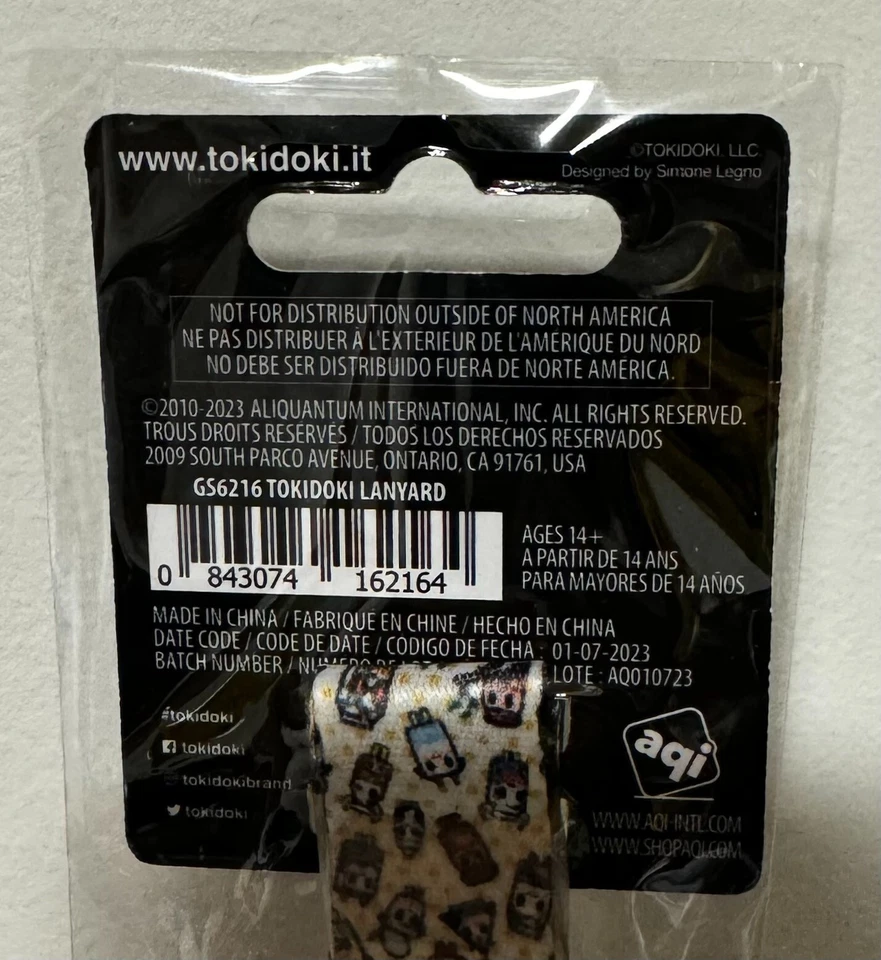 www.tokidoki.it
©TOKIDOKI. LLC.
Designed by Simone Legno
NOT FOR DISTRIBUTION OUTSIDE OF NORTH AMERICA
NE PAS DISTRIBUER À L'EXTERIEUR DE L'AMERIQUE DU NORD
NO DEBE SER DISTRIBUIDO FUERA DE NORTE AMÉRICA.
©2010-2023 ALIQUANTUM INTERNATIONAL, INC. ALL RIGHTS RESERVED.
TROUS DROITS RESERVÉS / TODOS LOS DERECHOS RESERVADOS
2009 SOUTH PARCO AVENUE, ONTARIO, CA 91761, USA
GS6216 TOKIDOKI LANYARD
0 843074 162164
AGES 14+
A PARTIR DE 14 ANS
PARA MAYORES DE 14 AÑOS
MADE IN CHINA / FABRIQUE EN CHINE / HECHO EN CHINA
DATE CODE / CODE DE DATE / CÓDIGO DE FECHA : 01-07-2023
BATCH NUMBER / LOTE : AQ010723
#tokidoki
tokidoki
tokidokibrand
tokidoki
aqi
WWW.AQI-INTL.COM
WWW.SHOPAQI.COM